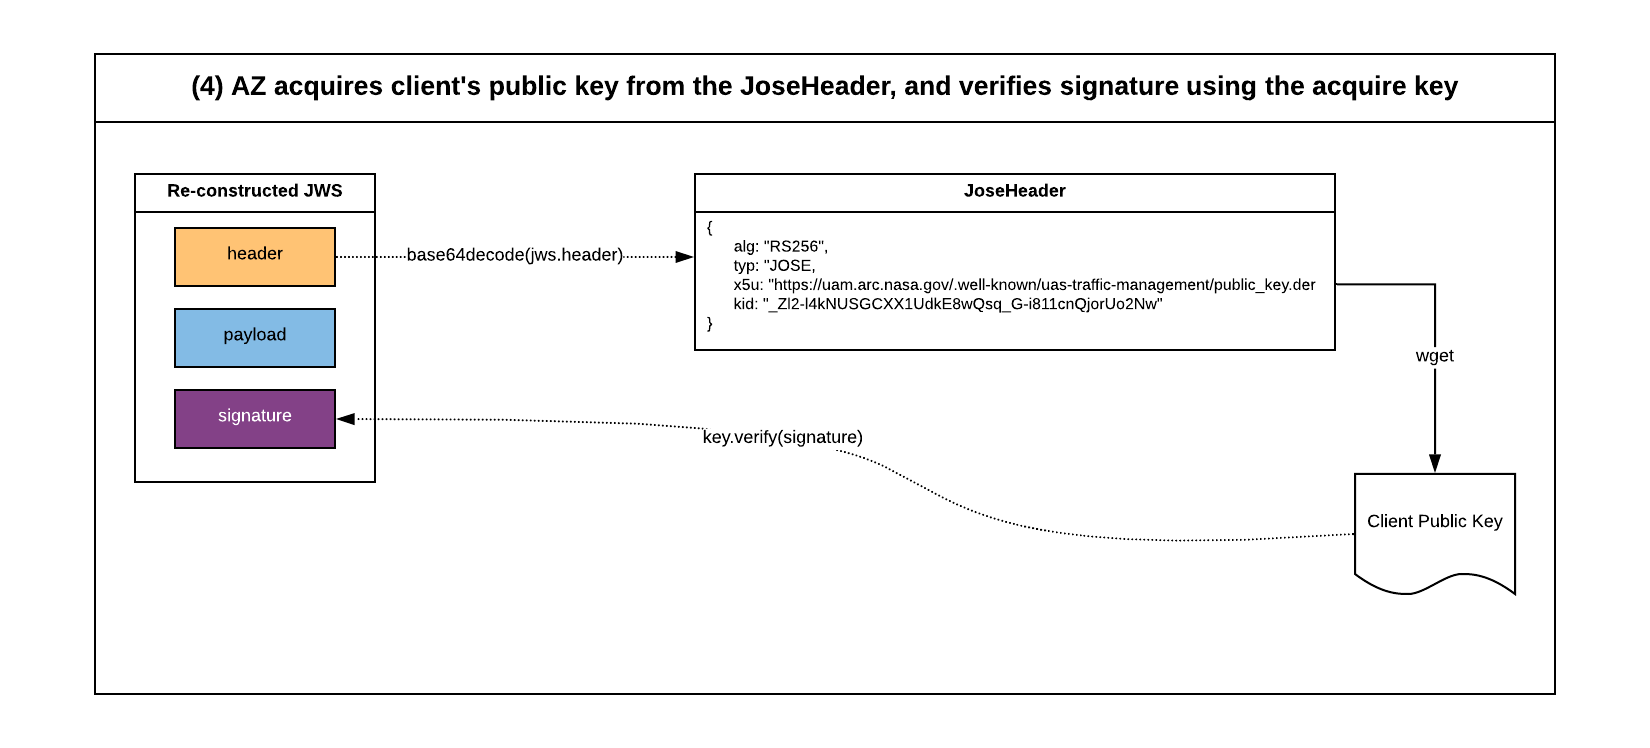 (4) AZ acquires client's public key from the JoseHeader, and verifies signature using the acquire key
Re-constructed JWS
header
payload
signature
base64decode(jws.header)
JoseHeader
{
alg: "RS256",
typ: "JOSE,
x5u: "https://uam.arc.nasa.gov/.well-known/uas-traffic-management/public_key.der
kid: "_Zl2-l4kNUSGCXX1UdkE8wQsq_G-i811cnQjorUo2Nw"
}
wget
key.verify(signature)
Client Public Key